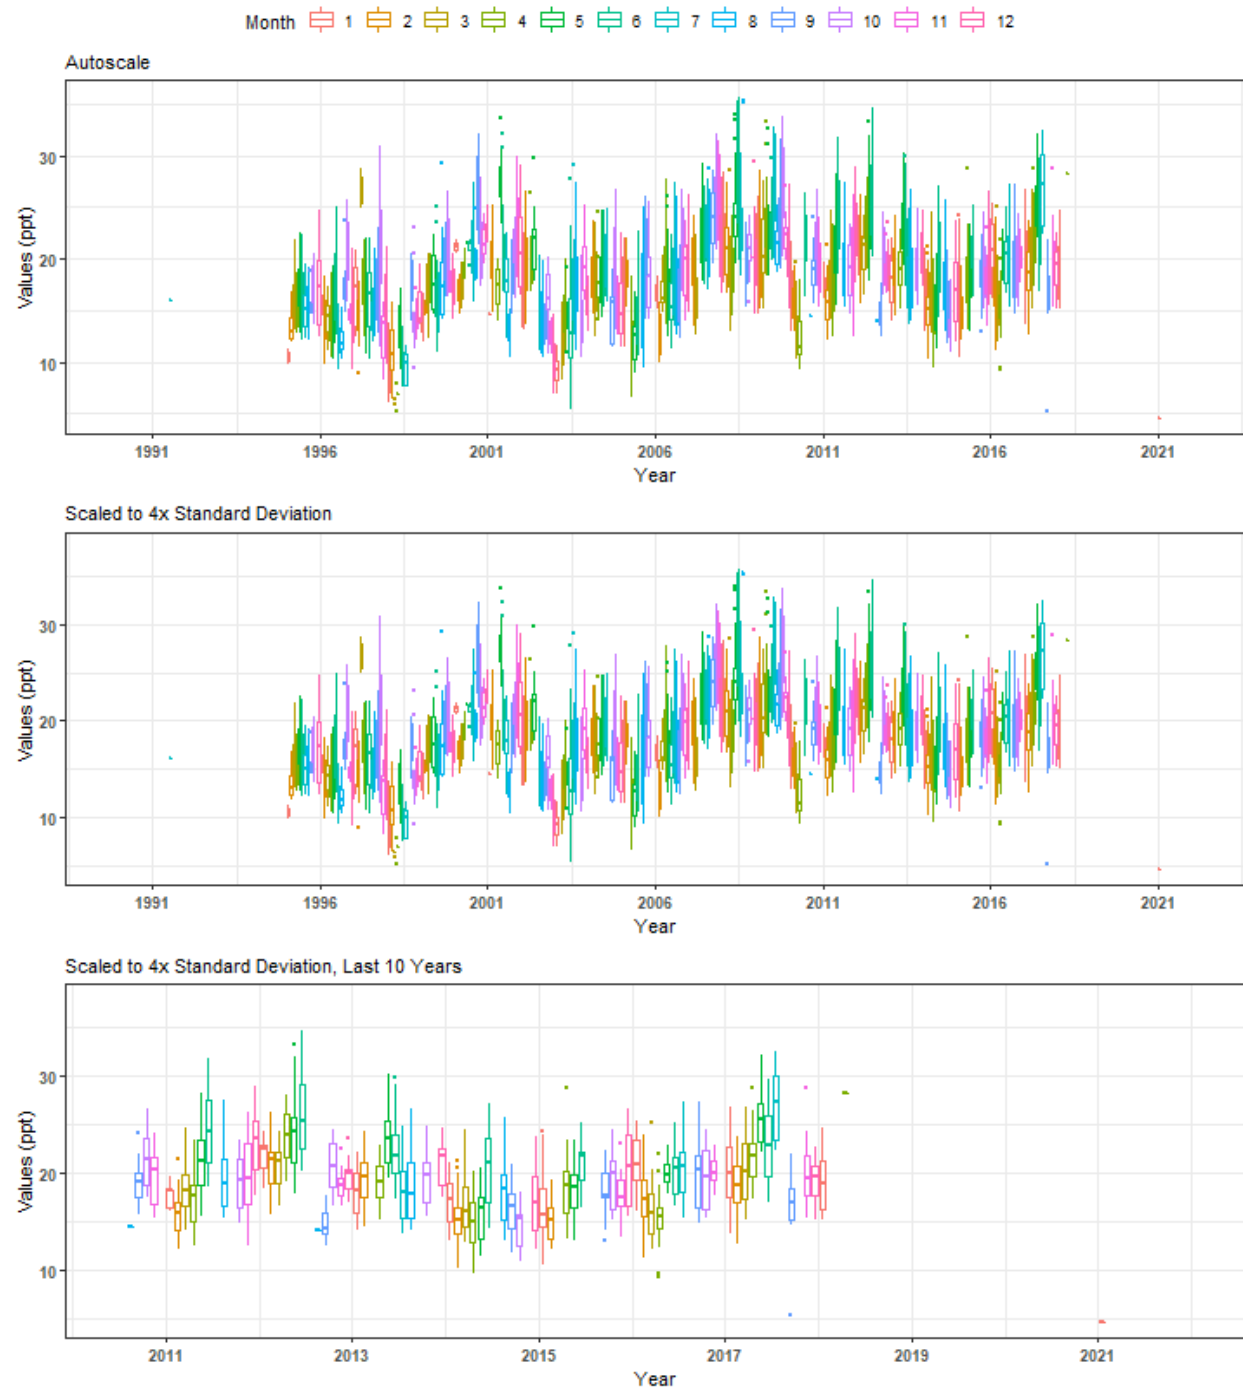 Month 1 2 3 4 5 6 7 8 9 10 11 12
Autoscale
Values (ppt)
30
20
10
1991 1996 2001 2006 2011 2016 2021
Year
Scaled to 4x Standard Deviation
Values (ppt)
30
20
10
1991 1996 2001 2006 2011 2016 2021
Year
Scaled to 4x Standard Deviation, Last 10 Years
Values (ppt)
30
20
10
2011 2013 2015 2017 2019 2021
Year